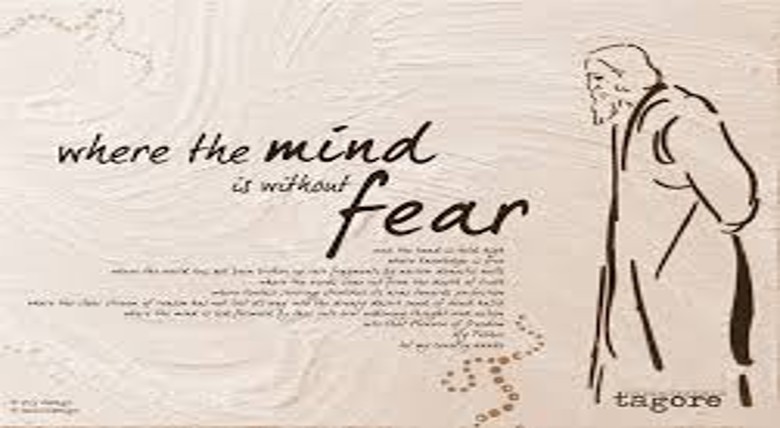 where the mind
is without fear
and the head is held high
where knowledge is free
where the world has not been broken up into fragments by narrow domestic walls
where the words come out from the depth of truth
where tireless striving stretches its arms towards perfection
where the clear stream of reason has not lost its way into the dreary desert sand of dead habit
where the mind is led forward by thee into ever widening thought and action
into that heaven of freedom
my father
let my country awake
tagore